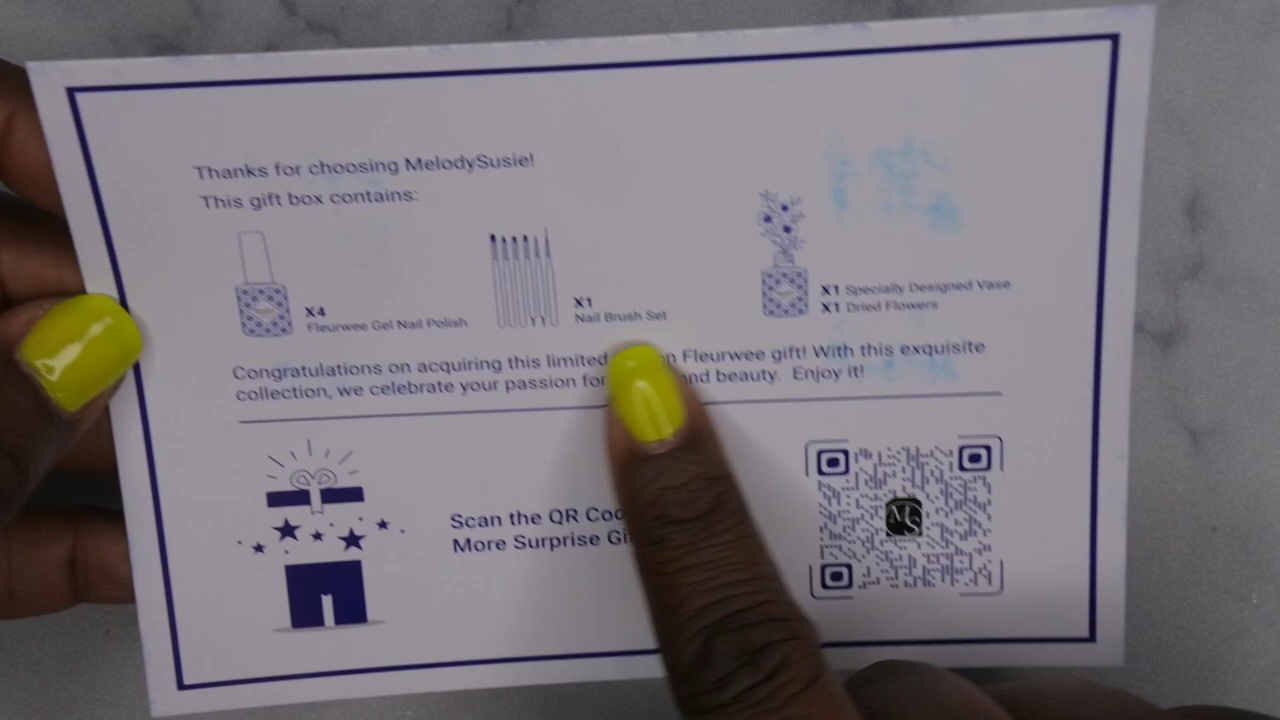 Thanks for choosing MelodySusie!
This gift box contains:
X4
Fleurwee Gel Nail Polish
X1
Nail Brush Set
X1 Specially Designed Vase
X1 Dried Flowers
Congratulations on acquiring this limited Fleurwee gift! With this exquisite
collection, we celebrate your passion for beauty. Enjoy it!
Scan the QR
More Surprise
MS